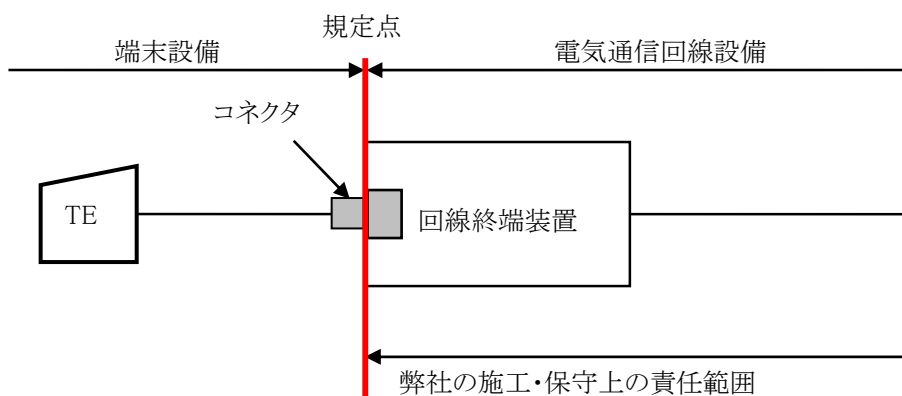 規定点
端末設備
電気通信回線設備
コネクタ
TE
回線終端装置
弊社の施工・保守上の責任範囲